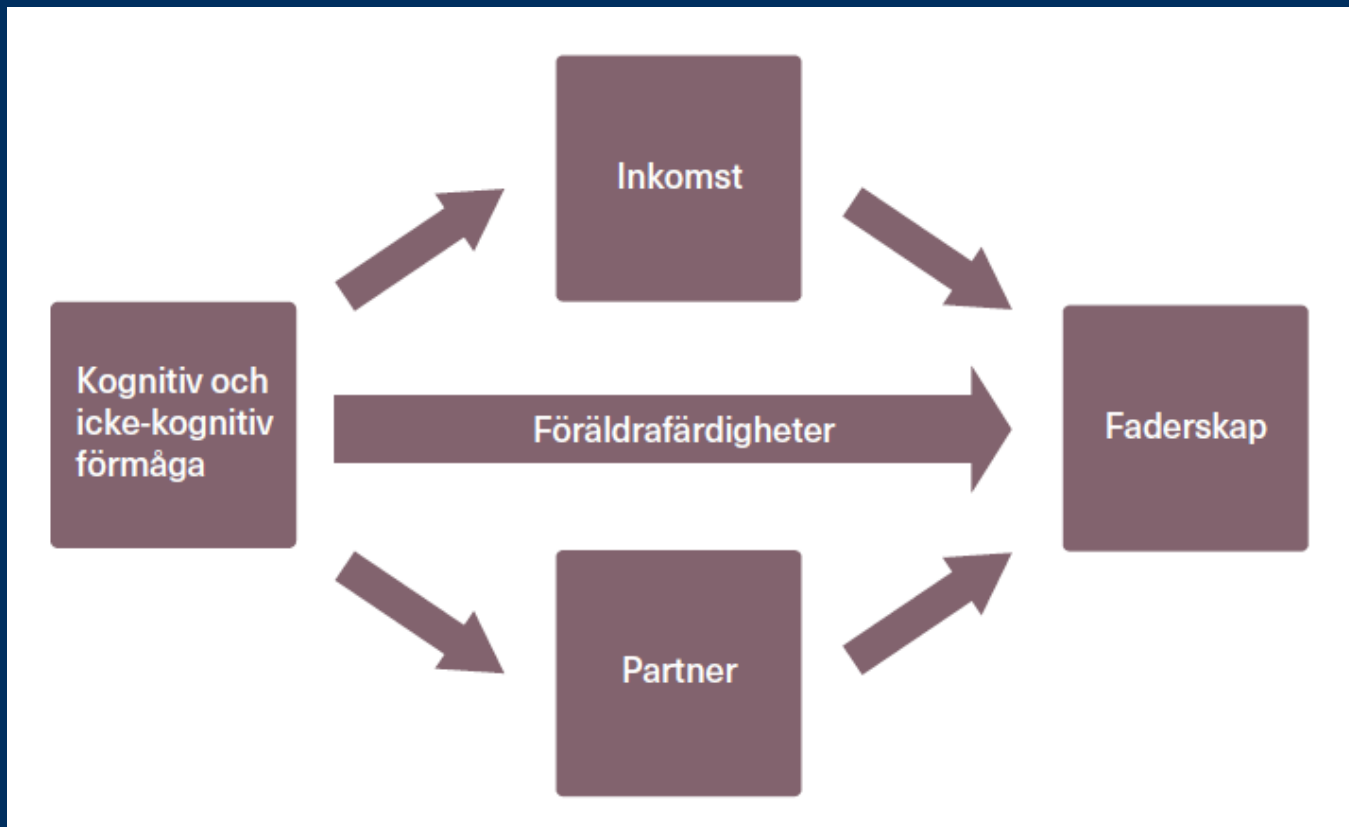 Inkomst
Kognitiv och
icke-kognitiv
förmåga
Föräldrafärdigheter
Faderskap
Partner